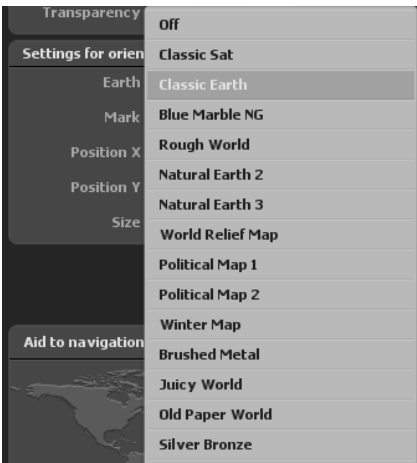 Transparency
Off
Settings for orien
Classic Sat
Earth
Classic Earth
Mark
Blue Marble NG
Position X
Rough World
Position Y
Natural Earth 2
Size
Natural Earth 3
World Relief Map
Political Map 1
Political Map 2
Winter Map
Aid to navigation
Brushed Metal
Juicy World
Old Paper World
Silver Bronze